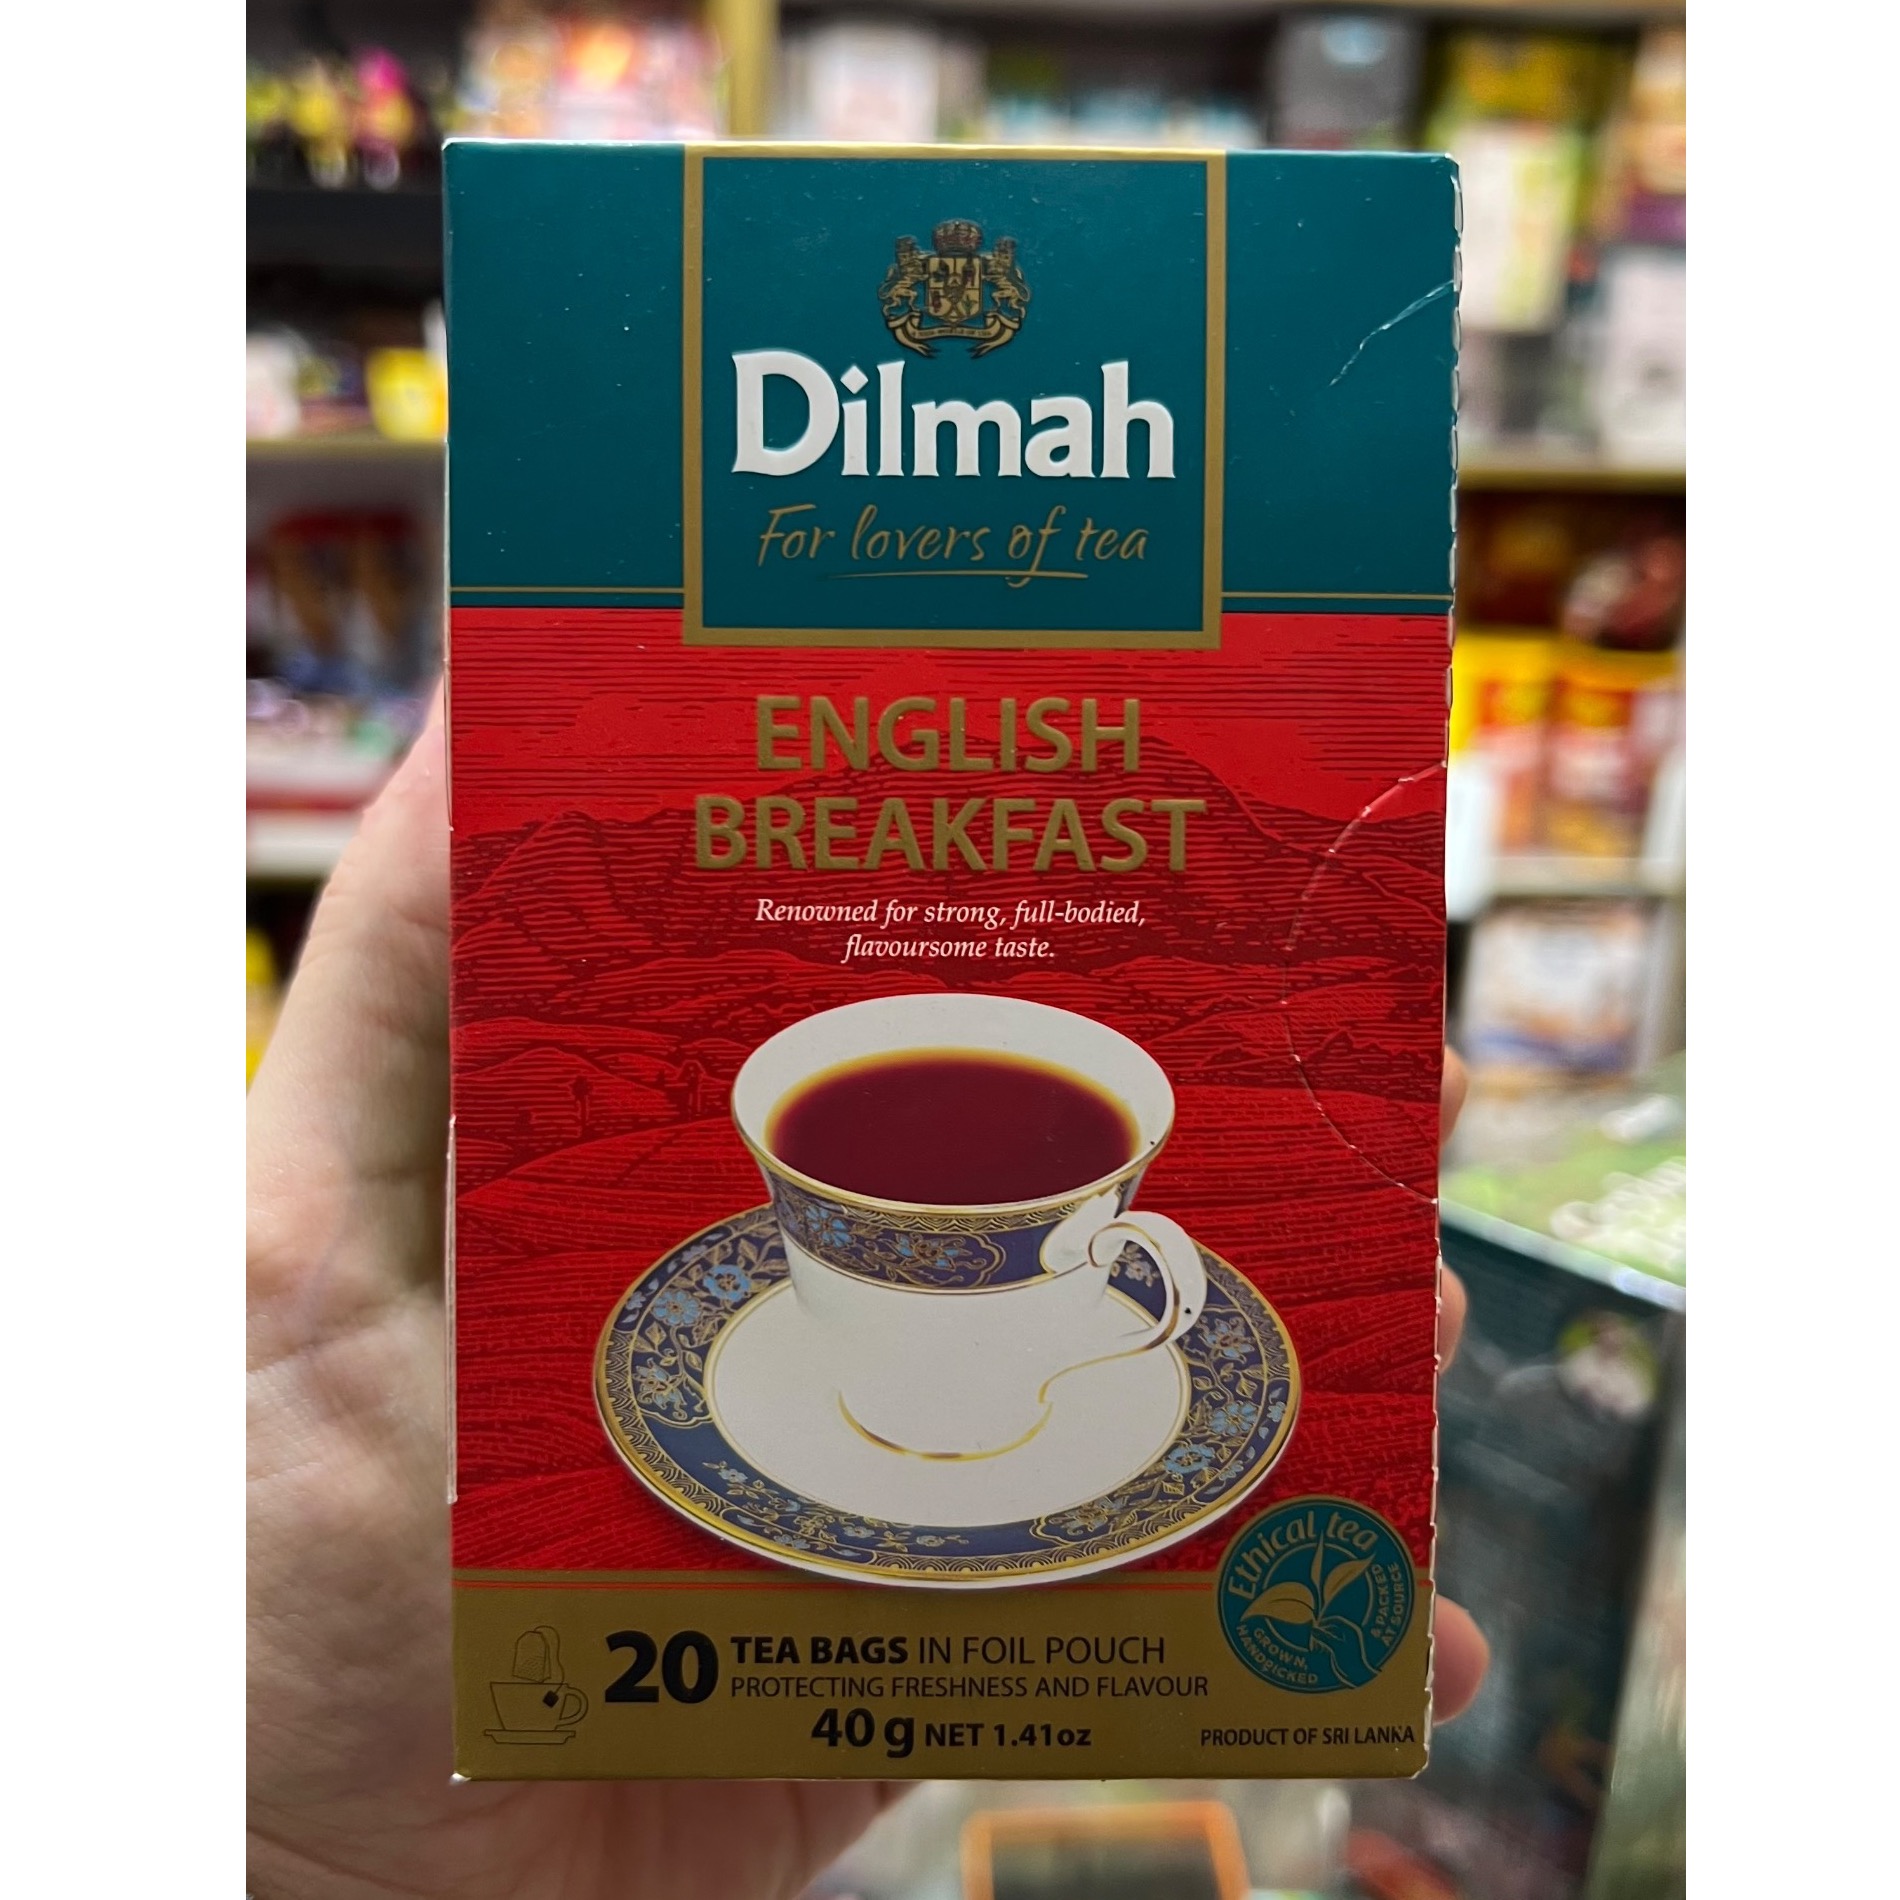 Dilmah
For lovers of tea
ENGLISH
BREAKFAST
Renowned for strong, full-bodied,
flavoursome taste.
Ethical tea
GROWN,
HANDPICKED
& PACKED
AT SOURCE
20 TEA BAGS IN FOIL POUCH
PROTECTING FRESHNESS AND FLAVOUR
40 g NET 1.41oz
PRODUCT OF SRI LANKA